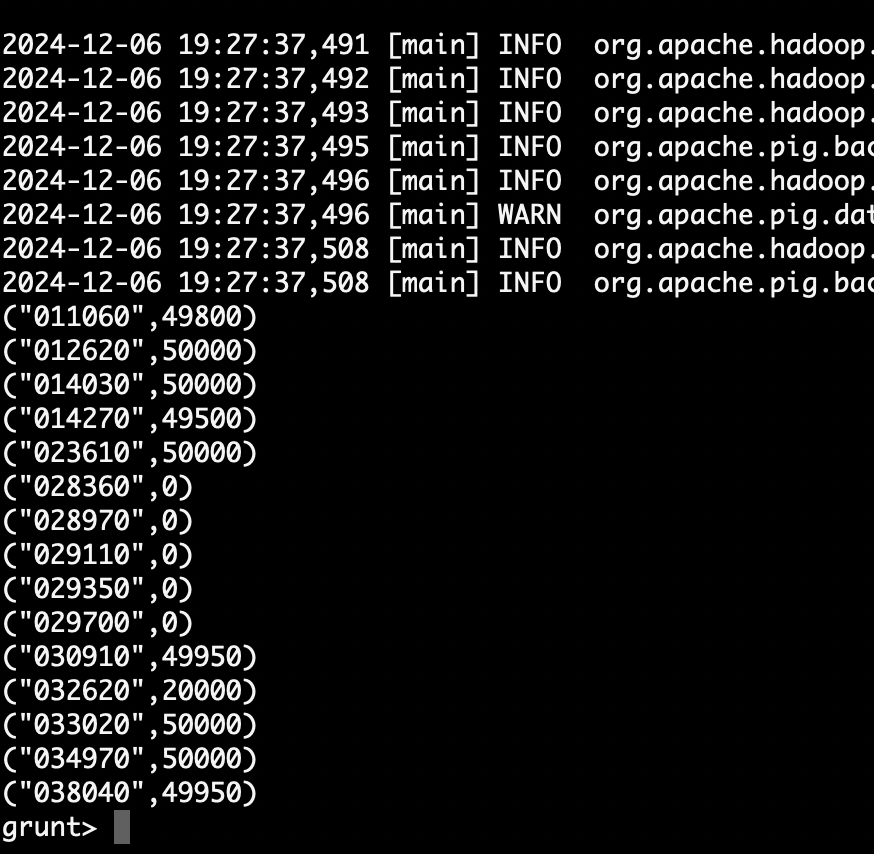 2024-12-06 19:27:37,491 [main] INFO  org.apache.hadoop.
2024-12-06 19:27:37,492 [main] INFO  org.apache.hadoop.
2024-12-06 19:27:37,493 [main] INFO  org.apache.hadoop.
2024-12-06 19:27:37,495 [main] INFO  org.apache.pig.bac
2024-12-06 19:27:37,496 [main] INFO  org.apache.hadoop.
2024-12-06 19:27:37,496 [main] WARN  org.apache.pig.dat
2024-12-06 19:27:37,508 [main] INFO  org.apache.hadoop.
2024-12-06 19:27:37,508 [main] INFO  org.apache.pig.bac
("011060",49800)
("012620",50000)
("014030",50000)
("014270",49500)
("023610",50000)
("028360",0)
("028970",0)
("029110",0)
("029350",0)
("029700",0)
("030910",49950)
("032620",20000)
("033020",50000)
("034970",50000)
("038040",49950)
grunt>